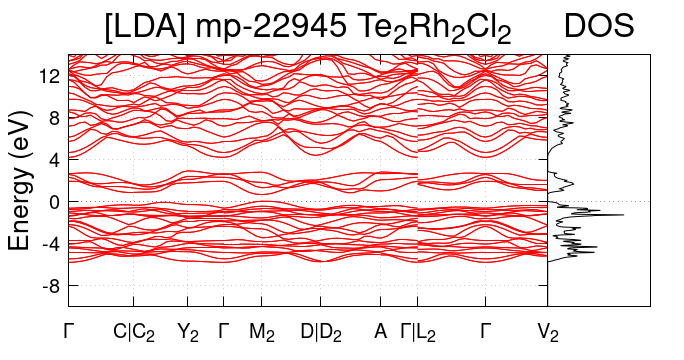 [LDA] mp-22945 Te₂Rh₂Cl₂ DOS
Energy (eV)
12
8
4
0
-4
-8
Γ C|C₂ Y₂ Γ M₂ D|D₂ A Γ|L₂ Γ V₂